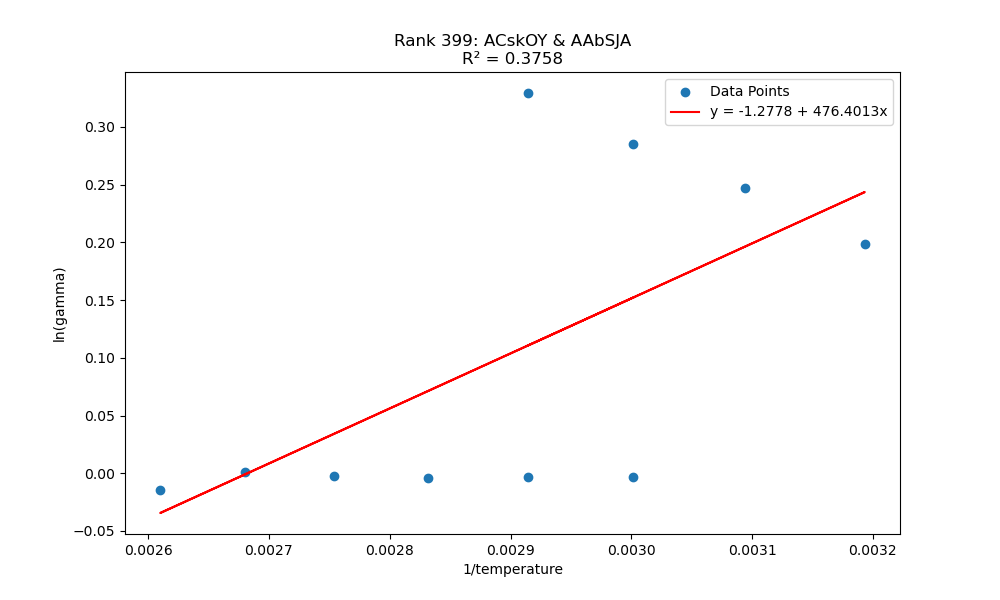 Rank 399: ACskOY & AAbSJA
R² = 0.3758
Data Points
y = -1.2778 + 476.4013x
ln(gamma)
0.30
0.25
0.20
0.15
0.10
0.05
0.00
−0.05
0.0026 0.0027 0.0028 0.0029 0.0030 0.0031 0.0032
1/temperature